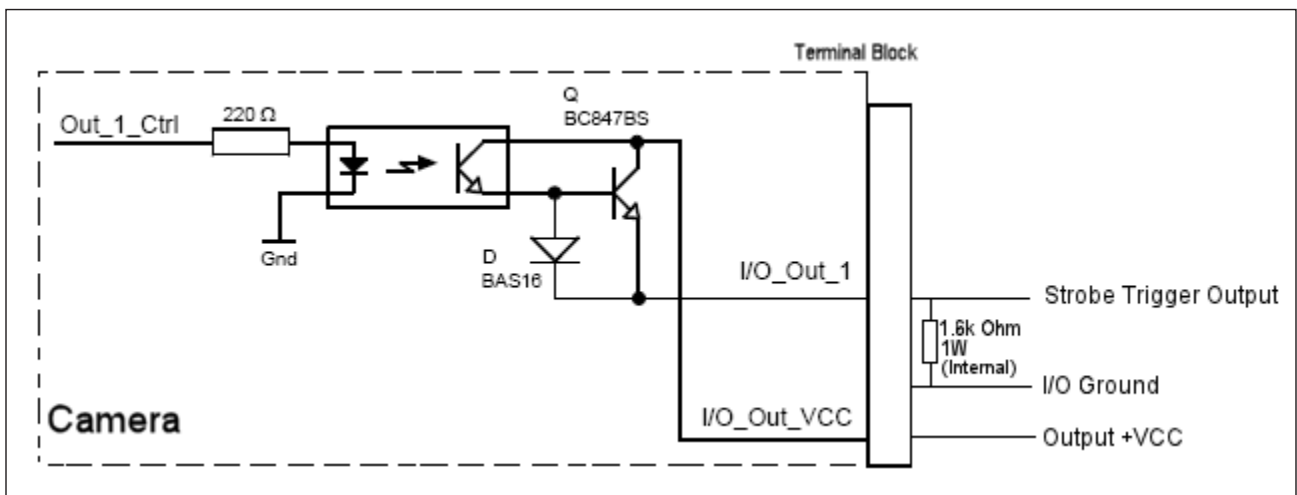 Terminal Block
Q
BC847BS
220 Ω
Out_1_Ctrl
Gnd
D
BAS16
I/O_Out_1
Strobe Trigger Output
1.6k Ohm
1W
(Internal)
I/O Ground
Camera
I/O_Out_VCC
Output +VCC